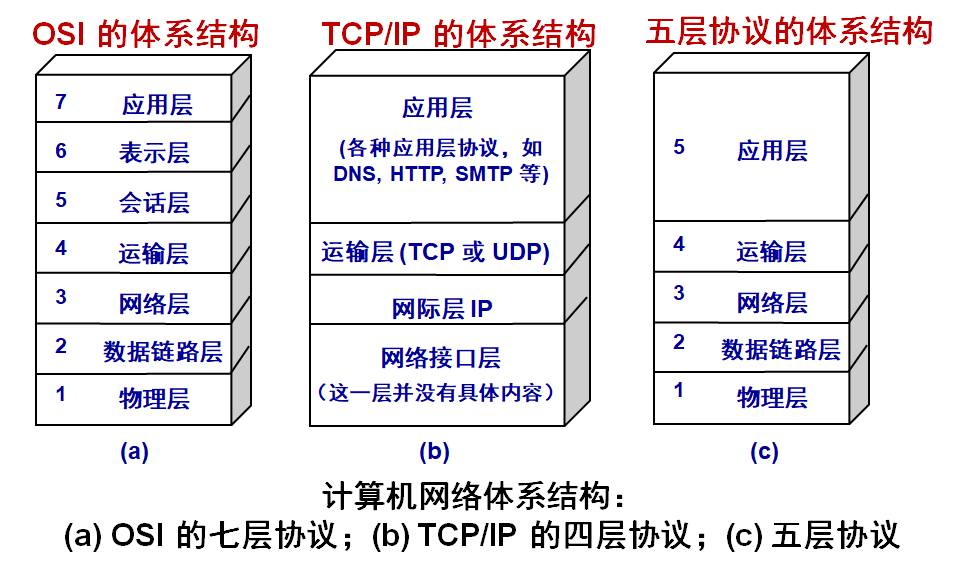 OSI 的体系结构
7 应用层
6 表示层
5 会话层
4 运输层
3 网络层
2 数据链路层
1 物理层
(a)
TCP/IP 的体系结构
应用层
(各种应用层协议，如
DNS, HTTP, SMTP 等)
运输层 (TCP 或 UDP)
网际层 IP
网络接口层
（这一层并没有具体内容）
(b)
五层协议的体系结构
5 应用层
4 运输层
3 网络层
2 数据链路层
1 物理层
(c)
计算机网络体系结构：
(a) OSI 的七层协议；(b) TCP/IP 的四层协议；(c) 五层协议